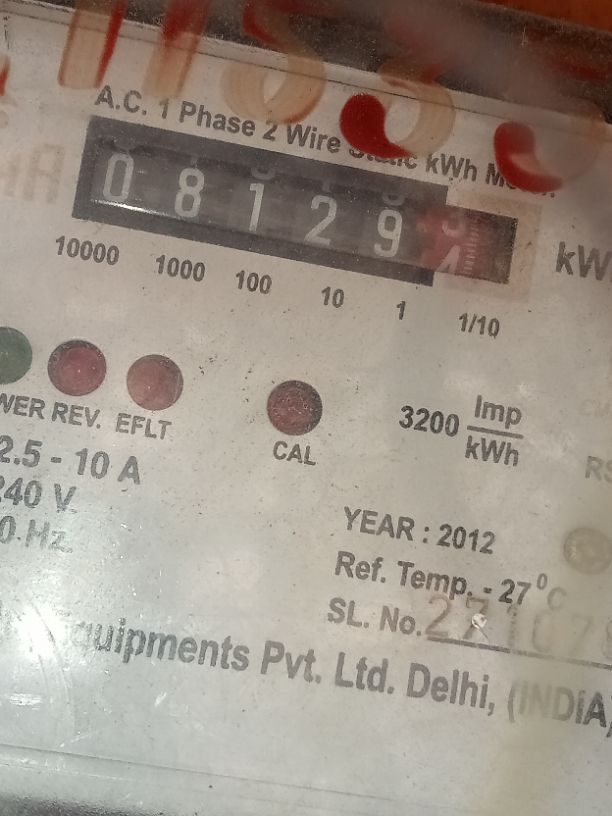 A.C. 1 Phase 2 Wire Static kWh
0 8 1 2 9
10000 1000 100 10 1 1/10
REV. EFLT
CAL
3200 Imp
kWh
2.5 - 10 A
240 V.
YEAR : 2012
Ref. Temp. - 27°C
SL. No.
Pvt. Ltd. Delhi, (INDIA)